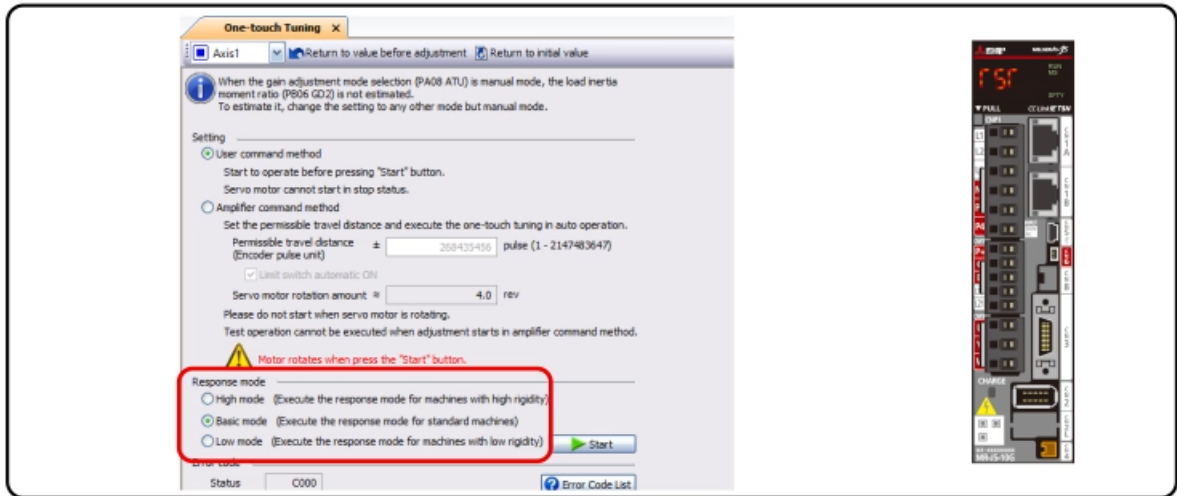 One-touch Tuning X
Axis1 Return to value before adjustment Return to initial value
When the gain adjustment mode selection (PA08 ATU) is manual mode, the load inertia
moment ratio (PB06 GD2) is not estimated.
To estimate it, change the setting to any other mode but manual mode.
Setting
User command method
Start to operate before pressing "Start" button.
Servo motor cannot start in stop status.
Amplifier command method
Set the permissible travel distance and execute the one-touch tuning in auto operation.
Permissible travel distance
(Encoder pulse unit)
± 268435456 pulse (1 - 2147483647)
Limit switch automatic ON
Servo motor rotation amount ≈ 4.0 rev
Please do not start when servo motor is rotating.
Test operation cannot be executed when adjustment starts in amplifier command method.
Motor rotates when press the "Start" button.
Response mode
High mode (Execute the response mode for machines with high rigidity)
Basic mode (Execute the response mode for standard machines)
Low mode (Execute the response mode for machines with low rigidity)
Start
Error code
Status C000 Error Code List
▼PULL
CHARGE
MR-J5-10G